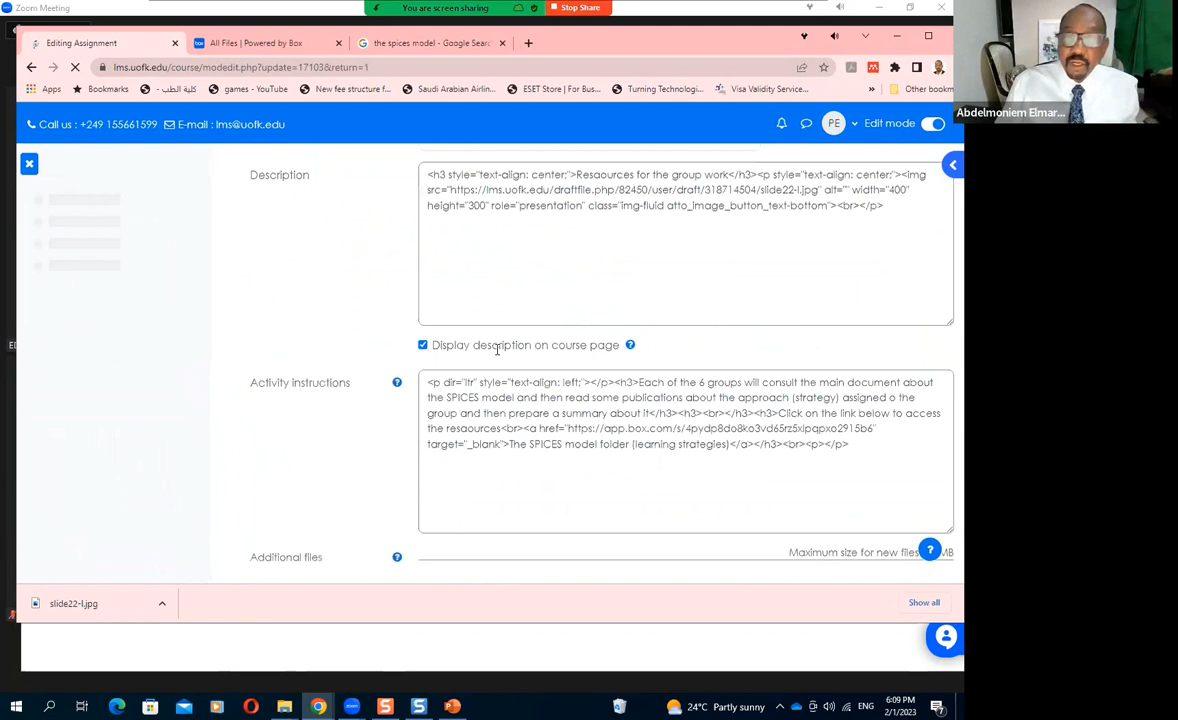 Zoom Meeting
You are screen sharing
Stop Share
Editing Assignment
All Files | Powered by Box
the spices model - Google Searc
lms.uofk.edu/course/modedit.php?update=17103&return=1
Apps
Bookmarks
كلية الطب -
games - YouTube
New fee structure f...
Saudi Arabian Airlin...
ESET Store | For Bus...
Turning Technologi...
Visa Validity Service...
»
Other bookm
Abdelmoniem Elmar...
Call us : +249 155661599
E-mail : lms@uofk.edu
PE
Edit mode
Description
<h3 style="text-align: center;">Resaources for the group work</h3><p style="text-align: center;"><img
src="https://lms.uofk.edu/draftfile.php/82450/user/draft/318714504/slide22-l.jpg" alt="" width="400"
height="300" role="presentation" class="img-fluid atto_image_button_text-bottom"><br></p>
Display description on course page
Activity instructions
<p dir="ltr" style="text-align: left;"></p><h3>Each of the 6 groups will consult the main document about
the SPICES model and then read some publications about the approach (strategy) assigned o the
group and then prepare a summary about it</h3><h3><br></h3><h3>Click on the link below to access
the resaources<br><a href="https://app.box.com/s/4pydp8do8ko3vd65rz5xipqpxo2915b6"
target="_blank">The SPICES model folder (learning strategies)</a></h3><br><p></p>
Additional files
Maximum size for new files
MB
slide22-l.jpg
Show all
24°C Partly sunny
ENG
6:09 PM
2/1/2023